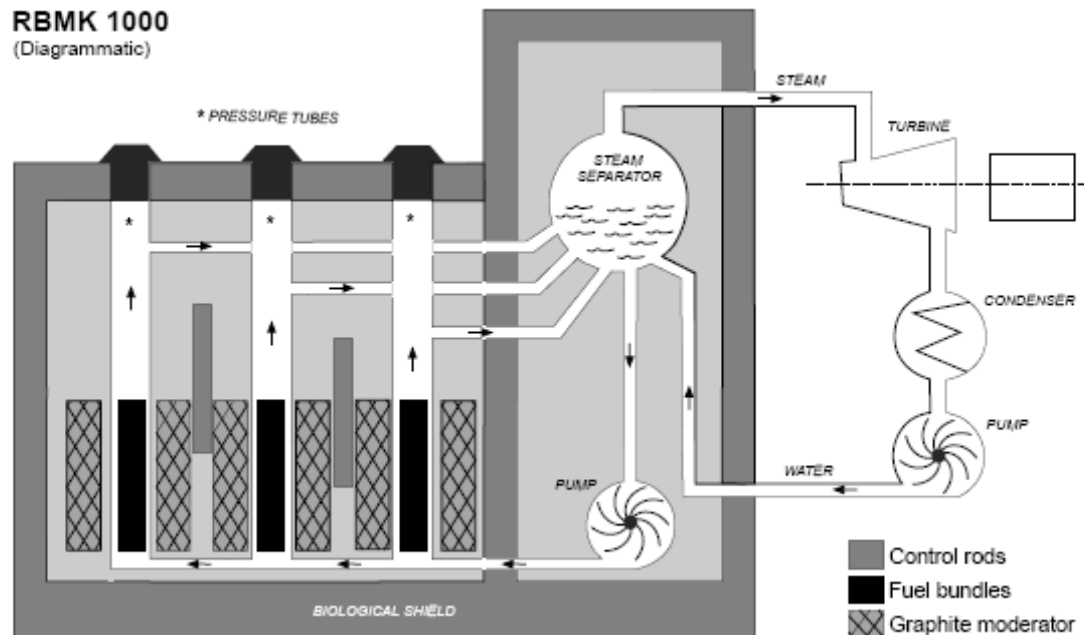 RBMK 1000
(Diagrammatic)
* PRESSURE TUBES
STEAM
TURBINE
STEAM
SEPARATOR
*
*
*
CONDENSER
PUMP
PUMP
WATER
Control rods
Fuel bundles
Graphite moderator
BIOLOGICAL SHIELD